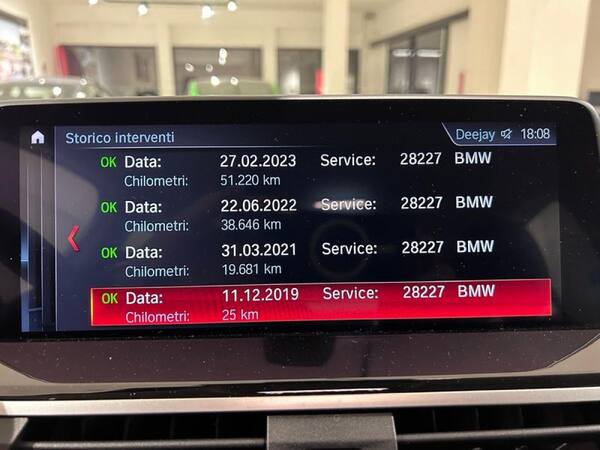 Storico interventi Deejay 18:08
OK Data: 27.02.2023 Service: 28227 BMW
Chilometri: 51.220 km
OK Data: 22.06.2022 Service: 28227 BMW
Chilometri: 38.646 km
OK Data: 31.03.2021 Service: 28227 BMW
Chilometri: 19.681 km
OK Data: 11.12.2019 Service: 28227 BMW
Chilometri: 25 km